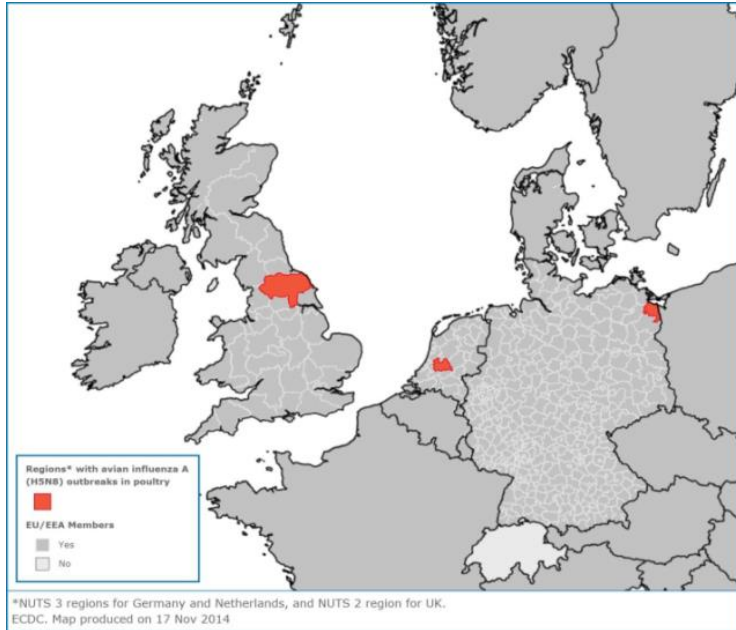 Regions* with avian influenza A
(H5N8) outbreaks in poultry
EU/EEA Members
Yes
No
*NUTS 3 regions for Germany and Netherlands, and NUTS 2 region for UK.
ECDC. Map produced on 17 Nov 2014